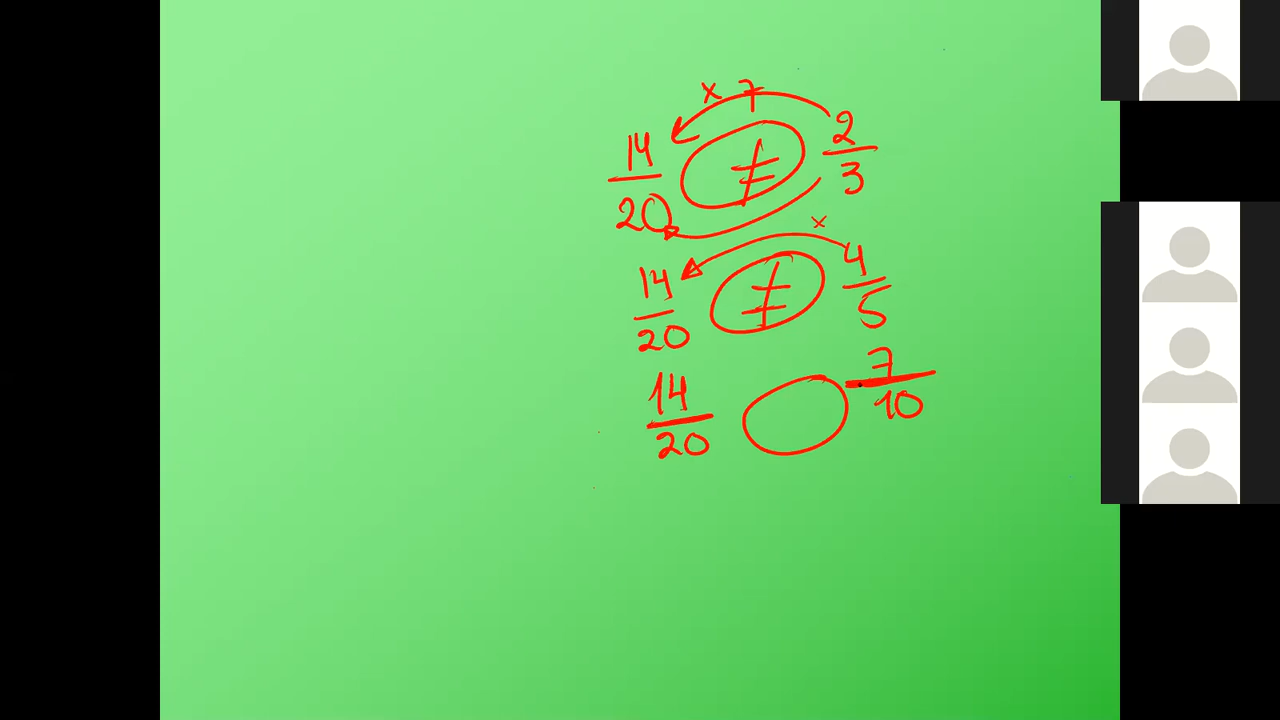 × 7
14/20 ≠ 2/3
×
14/20 ≠ 4/5
14/20 7/10